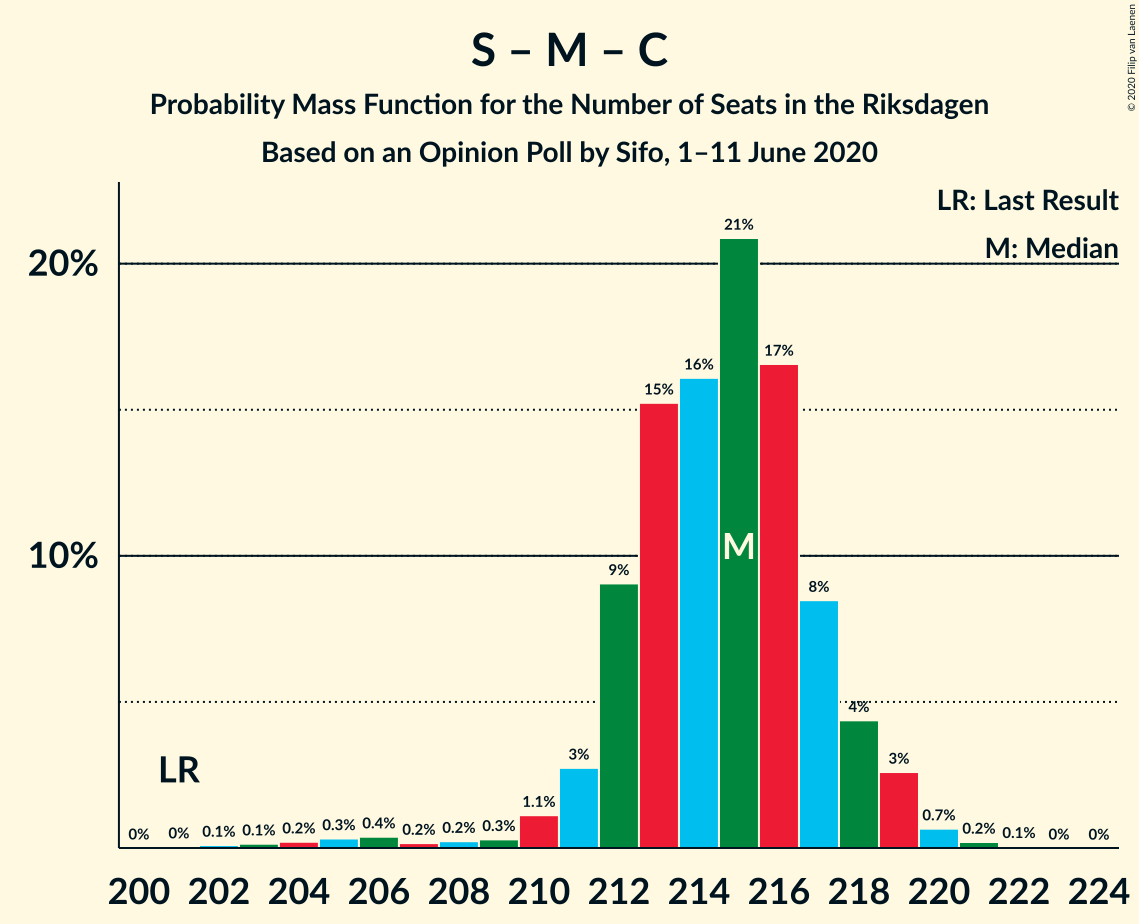 S – M – C
Probability Mass Function for the Number of Seats in the Riksdagen
Based on an Opinion Poll by Sifo, 1–11 June 2020
© 2020 Filip van Laenen
LR: Last Result
M: Median
20%
10%
LR
M
0% 0% 0.1% 0.1% 0.2% 0.3% 0.4% 0.2% 0.2% 0.3% 1.1% 3% 9% 15% 16% 21% 17% 8% 4% 3% 0.7% 0.2% 0.1% 0% 0%
200 202 204 206 208 210 212 214 216 218 220 222 224